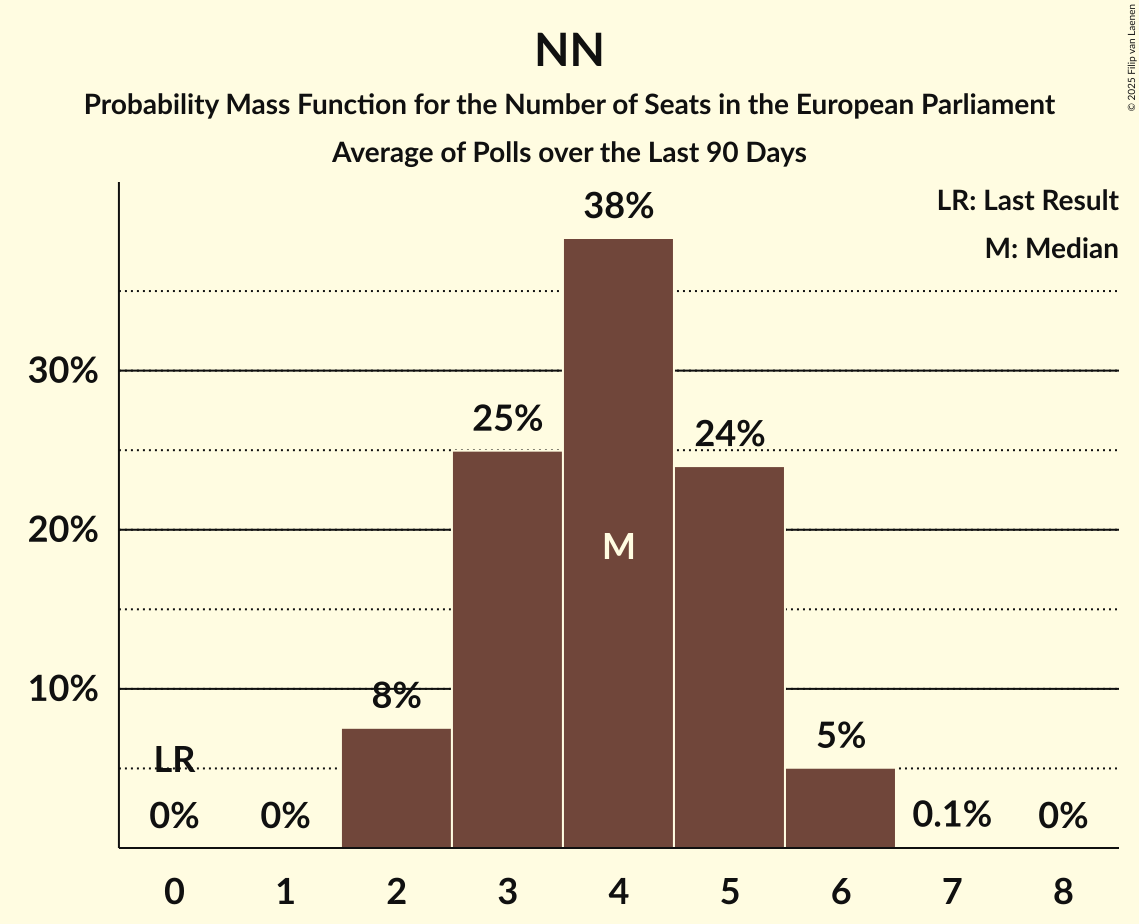 NN
Probability Mass Function for the Number of Seats in the European Parliament
Average of Polls over the Last 90 Days
© 2025 Filip van Laenen
LR: Last Result
M: Median
38%
30%
25%
24%
20%
M
10%
8%
5%
LR
0%
0%
0.1%
0%
0 1 2 3 4 5 6 7 8